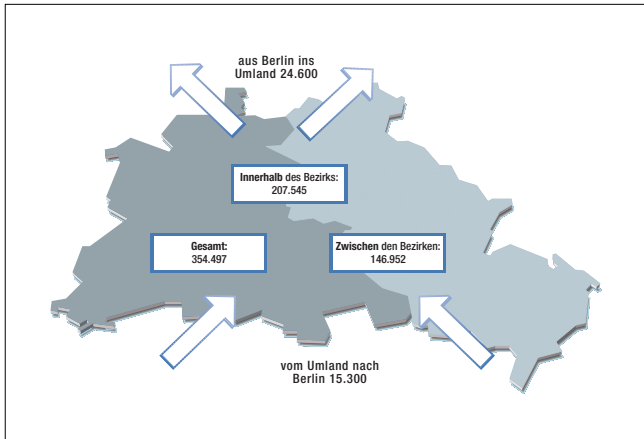 aus Berlin ins
Umland 24.600
Innerhalb des Bezirks:
207.545
Gesamt:
354.497
Zwischen den Bezirken:
146.952
vom Umland nach
Berlin 15.300